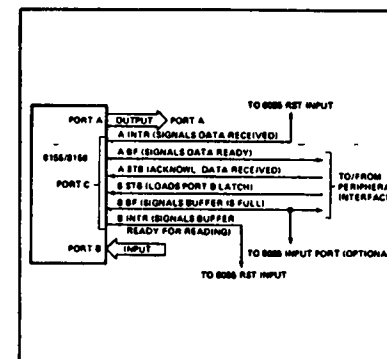 TO 8085 RST INPUT
PORT A
OUTPUT
PORT A
A INTR (SIGNALS DATA RECEIVED)
8155/8156
A BF (SIGNALS DATA READY)
A STB (ACKNOWL DATA RECEIVED)
PORT C
B STB (LOADS PORT B LATCH)
TO/FROM
PERIPHERA
INTERFACE
B BF (SIGNALS BUFFER IS FULL)
B INTR (SIGNALS BUFFER
READY FOR READING)
PORT B
INPUT
TO 8085 INPUT PORT (OPTIONA
TO 8085 RST INPUT